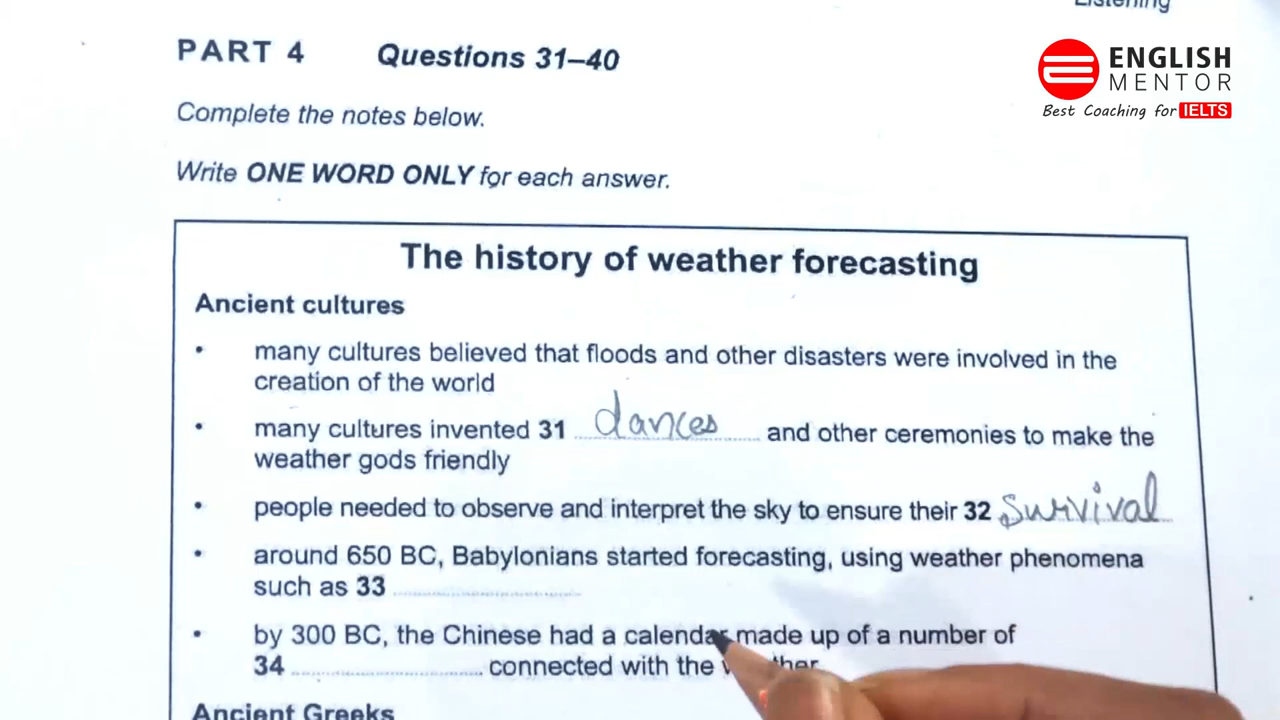 Listening
PART 4 Questions 31–40
ENGLISH
MENTOR
Best Coaching for IELTS
Complete the notes below.
Write ONE WORD ONLY for each answer.
The history of weather forecasting
Ancient cultures
• many cultures believed that floods and other disasters were involved in the
creation of the world
• many cultures invented 31 dances and other ceremonies to make the
weather gods friendly
• people needed to observe and interpret the sky to ensure their 32 Survival
• around 650 BC, Babylonians started forecasting, using weather phenomena
such as 33 ....................
• by 300 BC, the Chinese had a calendar made up of a number of
34 .................... connected with the weather
Ancient Greeks